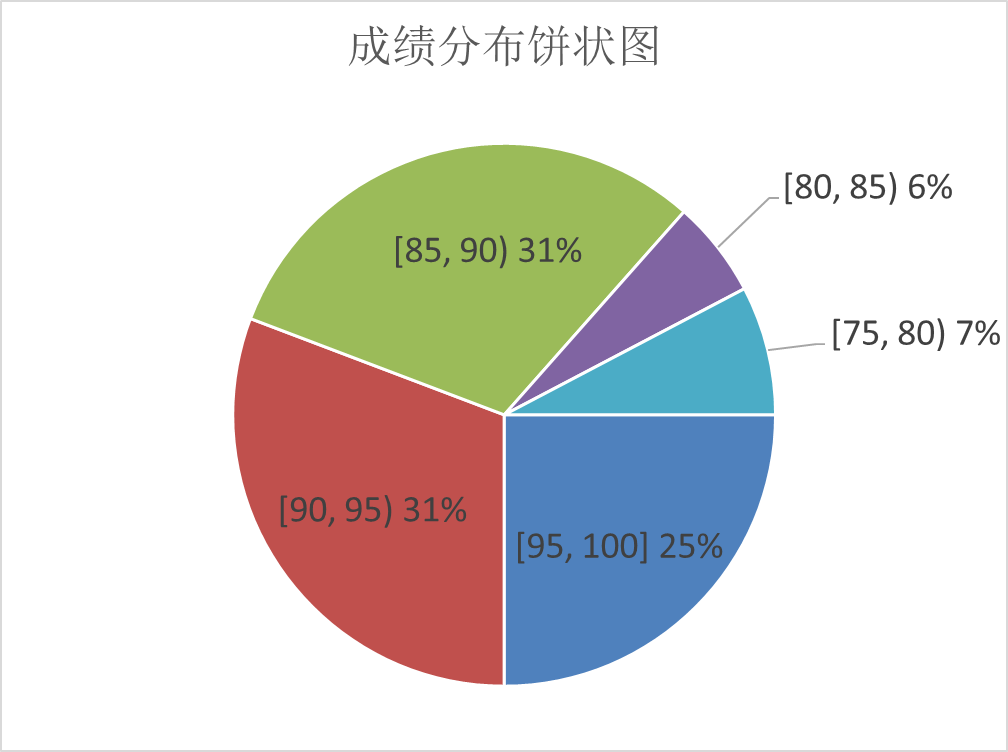 成绩分布饼状图
[80, 85) 6%
[85, 90) 31%
[75, 80) 7%
[90, 95) 31%
[95, 100] 25%